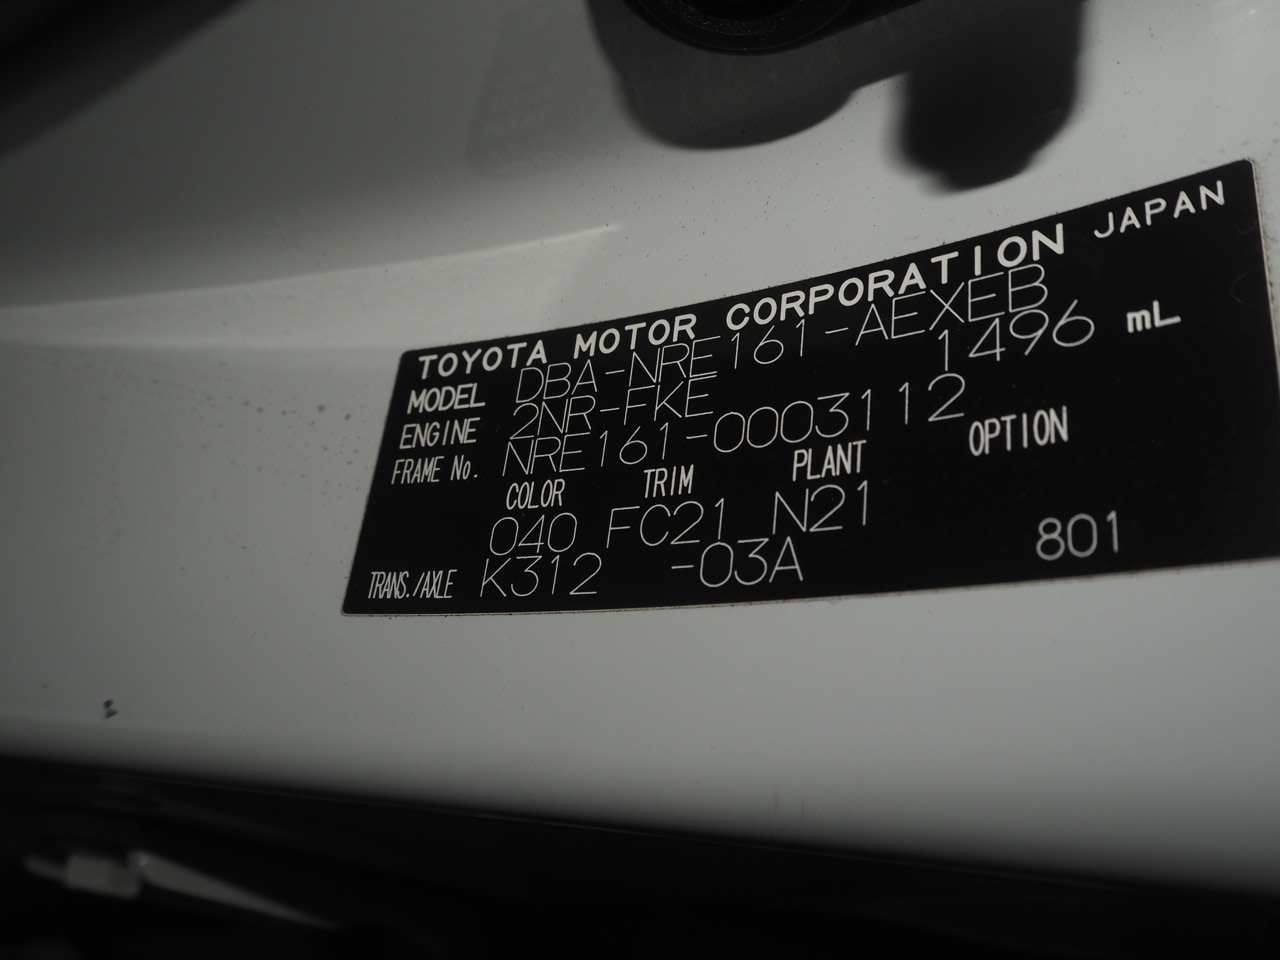 TOYOTA MOTOR CORPORATION JAPAN
MODEL DBA-NRE161-AEXEB
ENGINE 2NR-FKE 1496 mL
FRAME No. NRE161-0003112
COLOR TRIM PLANT OPTION
040 FC21 N21
TRANS./AXLE K312 -03A 801